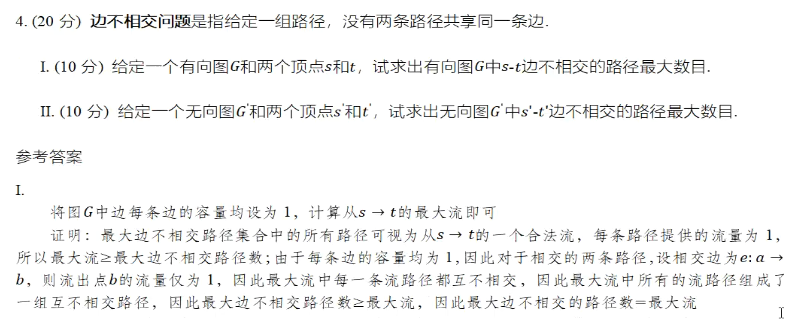 4. (20 分) 边不相交问题是指给定一组路径，没有两条路径共享同一条边.
I. (10 分) 给定一个有向图G和两个顶点s和t，试求出有向图G中s-t边不相交的路径最大数目.
II. (10 分) 给定一个无向图G'和两个顶点s'和t'，试求出无向图G'中s'-t'边不相交的路径最大数目.
参考答案
I.
将图G中边每条边的容量均设为 1，计算从s → t的最大流即可
证明：最大边不相交路径集合中的所有路径可视为从s → t的一个合法流，每条路径提供的流量为 1，
所以最大流≥最大边不相交路径数；由于每条边的容量均为 1,因此对于相交的两条路径,设相交边为e: a →
b，则流出点b的流量仅为 1，因此最大流中每一条流路径都互不相交，因此最大流中所有的流路径组成了
一组互不相交路径，因此最大边不相交路径数≥最大流，因此最大边不相交的路径数=最大流